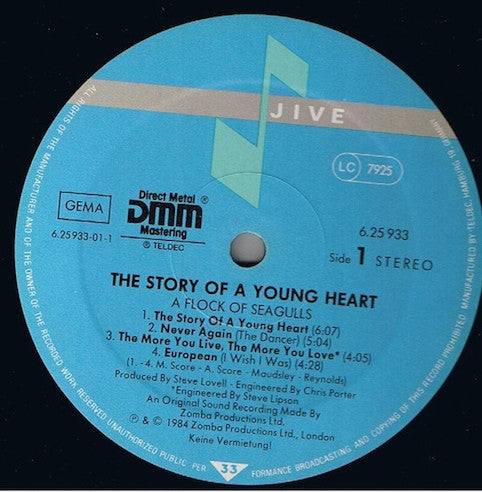 JIVE
LC 7925
GEMA
Direct Metal ®
DMM
Mastering
® TELDEC
6.25 933-01-1
6.25 933
Side 1 STEREO
THE STORY OF A YOUNG HEART
A FLOCK OF SEAGULLS
1. The Story Of A Young Heart (6:07)
2. Never Again (The Dancer) (5:04)
3. The More You Live, The More You Love* (4:05)
4. European (I Wish I Was) (4:28)
(1. - 4. M. Score - A. Score - Maudsley - Reynolds)
Produced By Steve Lovell - Engineered By Chris Porter
*Engineered By Steve Lipson
An Original Sound Recording Made By
Zomba Productions Ltd.
℗ & © 1984 Zomba Productions Ltd., London
Keine Vermietung!
33
ALL RIGHTS OF THE MANUFACTURER AND OF THE OWNER OF THE RECORDED WORK RESERVED UNAUTHORIZED PUBLIC PERFORMANCE BROADCASTING AND COPYING OF THIS RECORD PROHIBITED
MANUFACTURED BY TELDEC, HAMBURG 19, GERMANY